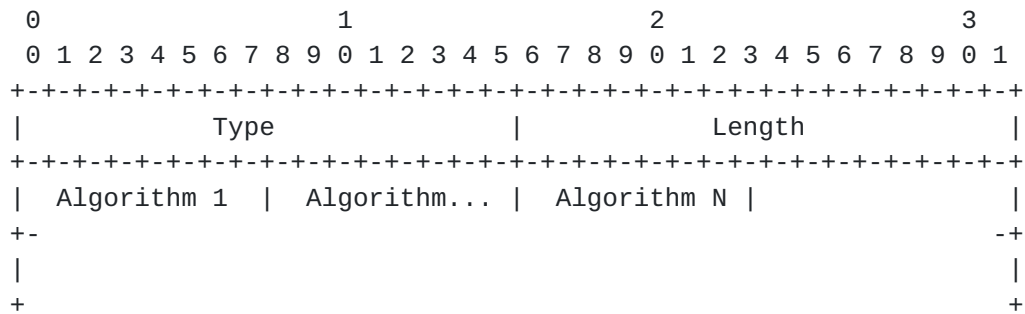 0                   1                   2                   3
 0 1 2 3 4 5 6 7 8 9 0 1 2 3 4 5 6 7 8 9 0 1 2 3 4 5 6 7 8 9 0 1
+-+-+-+-+-+-+-+-+-+-+-+-+-+-+-+-+-+-+-+-+-+-+-+-+-+-+-+-+-+-+-+-+
|            Type               |            Length             |
+-+-+-+-+-+-+-+-+-+-+-+-+-+-+-+-+-+-+-+-+-+-+-+-+-+-+-+-+-+-+-+-+
|  Algorithm 1  |  Algorithm... |  Algorithm N |                |
+-                                                             -+
|                                                               |
+                                                               +